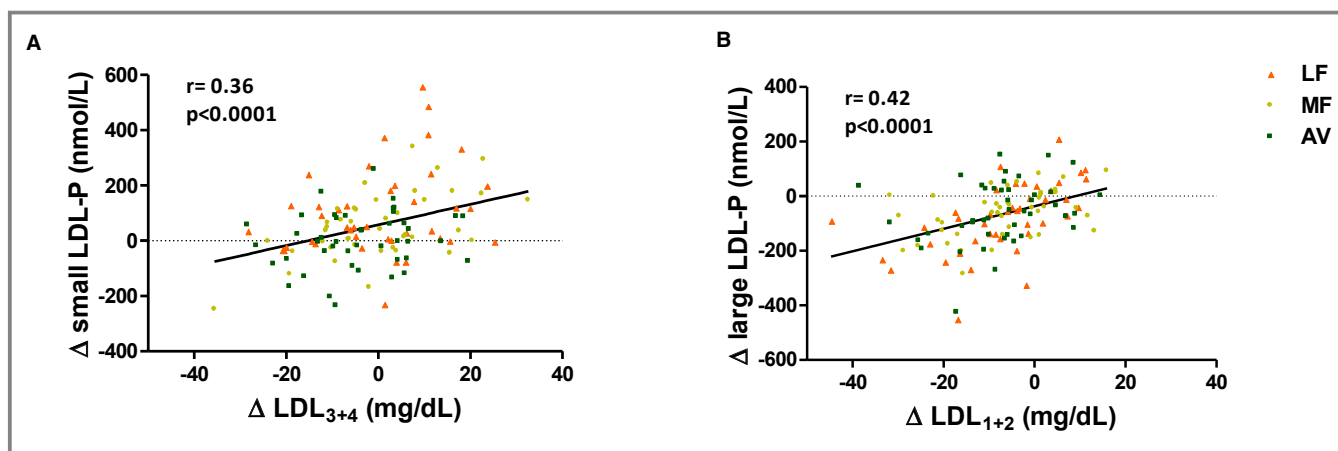 A
r= 0.36
p<0.0001
600
400
200
0
-200
-400
-40
-20
0
20
40
Δ small LDL-P (nmol/L)
Δ LDL3+4 (mg/dL)
B
r= 0.42
p<0.0001
400
200
0
-200
-400
-600
-40
-20
0
20
40
Δ large LDL-P (nmol/L)
Δ LDL1+2 (mg/dL)
LF
MF
AV